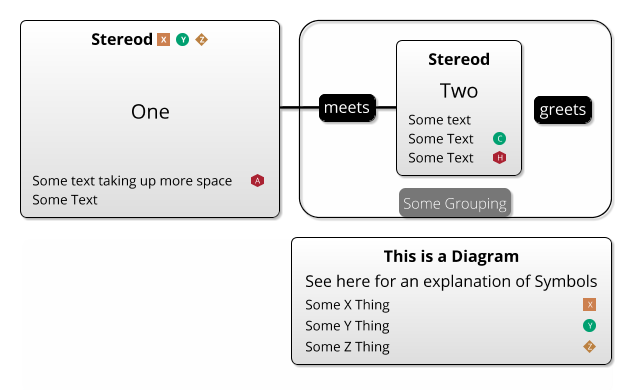 Stereod X Y Z
One
Some text taking up more space A
Some Text
meets
Stereod
Two
Some text
Some Text C
Some Text H
greets
Some Grouping
This is a Diagram
See here for an explanation of Symbols
Some X Thing X
Some Y Thing Y
Some Z Thing Z